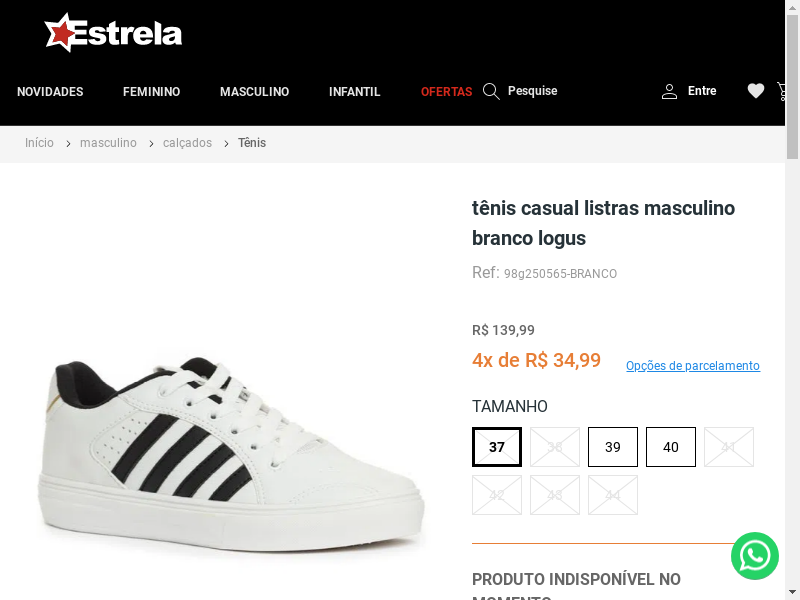 Estrela
NOVIDADES
FEMININO
MASCULINO
INFANTIL
OFERTAS
Pesquise
Entre
Início
masculino
calçados
Tênis
tênis casual listras masculino
branco logus
Ref: 98g250565-BRANCO
R$ 139,99
4x de R$ 34,99
Opções de parcelamento
TAMANHO
37
38
39
40
41
42
43
44
PRODUTO INDISPONÍVEL NO
MOMENTO